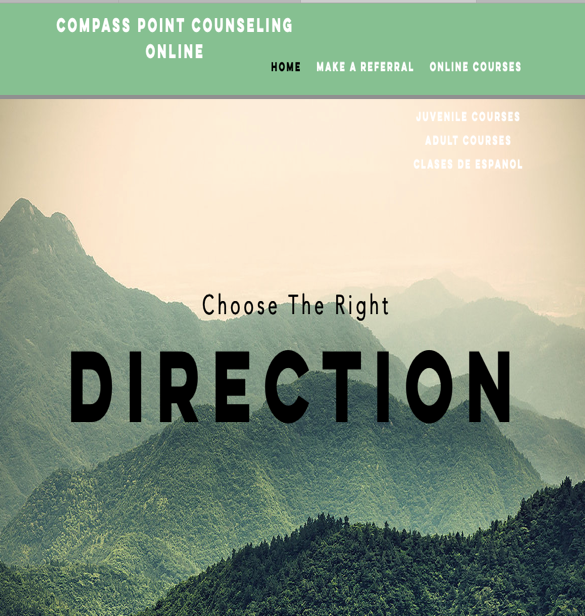 COMPASS POINT COUNSELING
ONLINE
HOME MAKE A REFERRAL ONLINE COURSES
JUVENILE COURSES
ADULT COURSES
CLASES DE ESPANOL
Choose The Right
DIRECTION